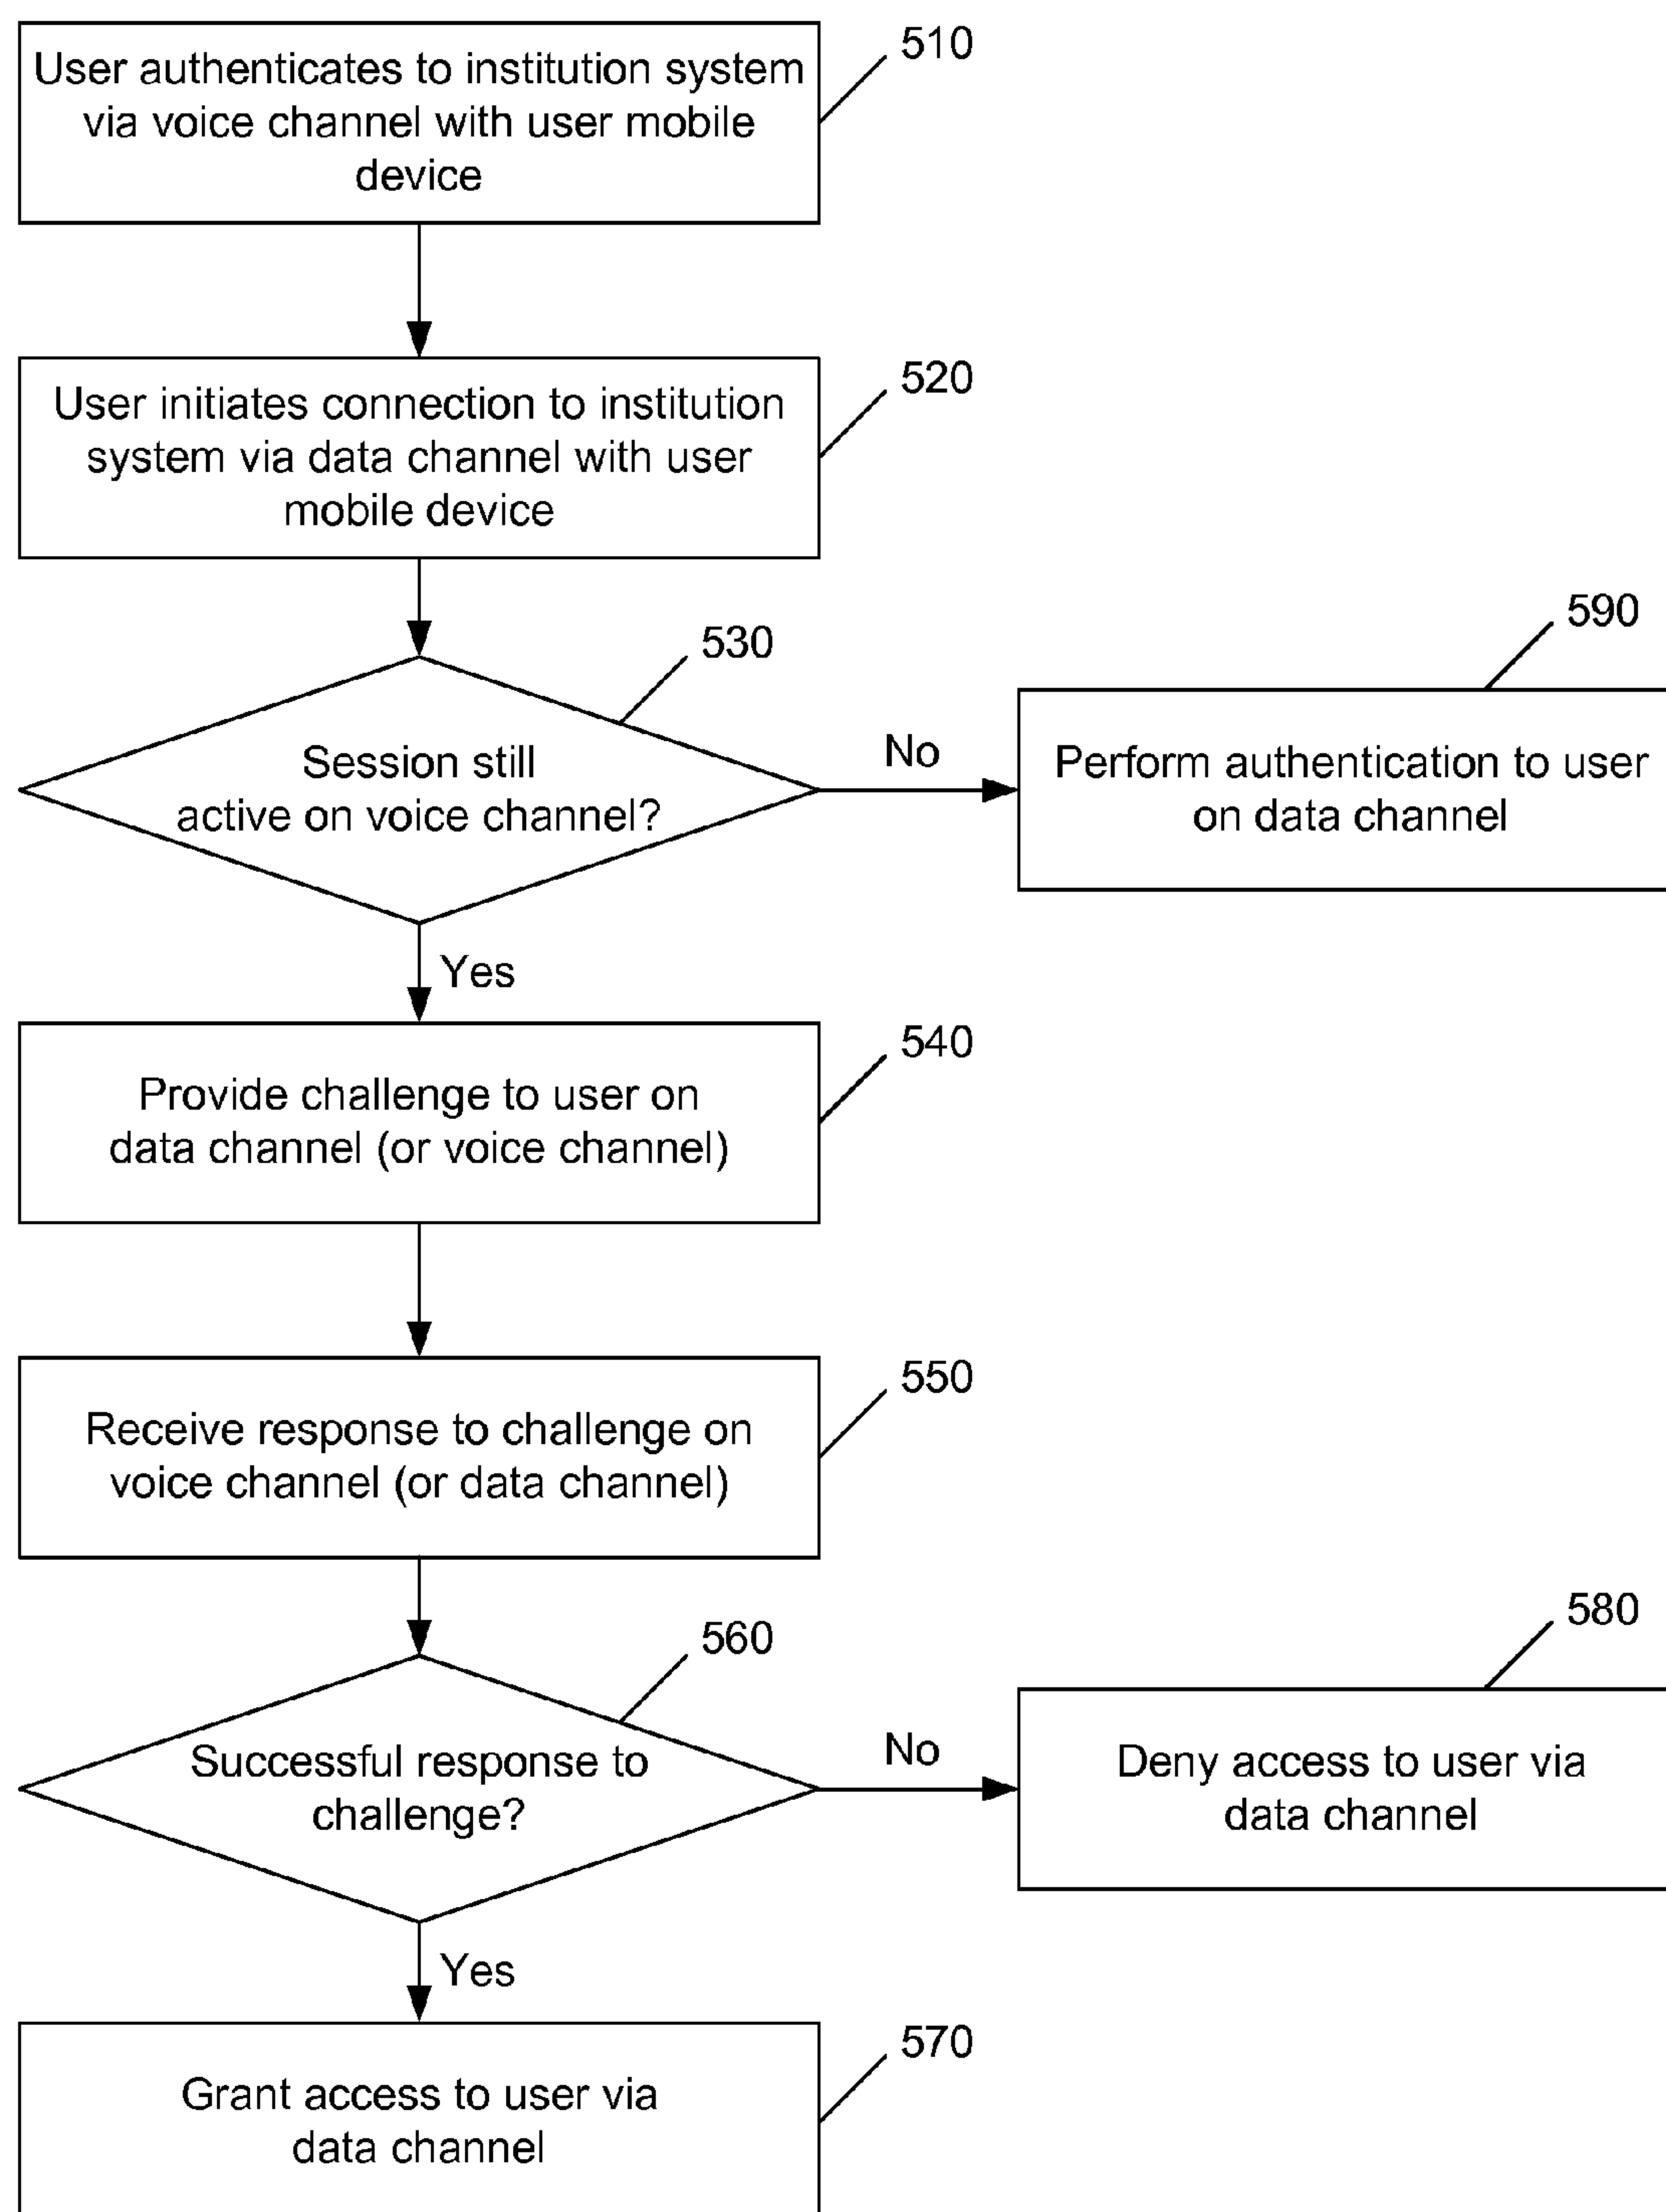 User authenticates to institution system
via voice channel with user mobile
device
510
User initiates connection to institution
system via data channel with user
mobile device
520
Session still
active on voice channel?
530
No
Perform authentication to user
on data channel
590
Yes
Provide challenge to user on
data channel (or voice channel)
540
Receive response to challenge on
voice channel (or data channel)
550
Successful response to
challenge?
560
No
Deny access to user via
data channel
580
Yes
Grant access to user via
data channel
570